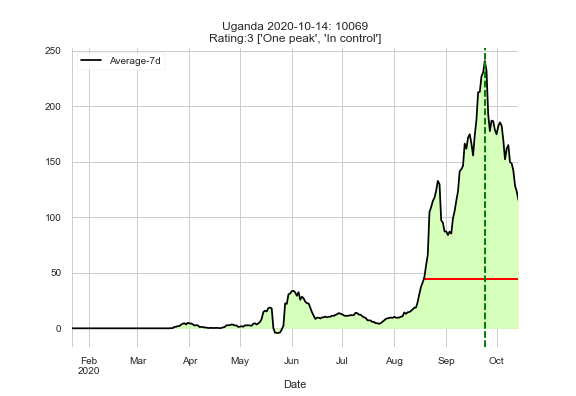 Uganda 2020-10-14: 10069
Rating:3 ['One peak', 'In control']
250
Average-7d
200
150
100
50
0
Feb Mar Apr May Jun Jul Aug Sep Oct
2020
Date